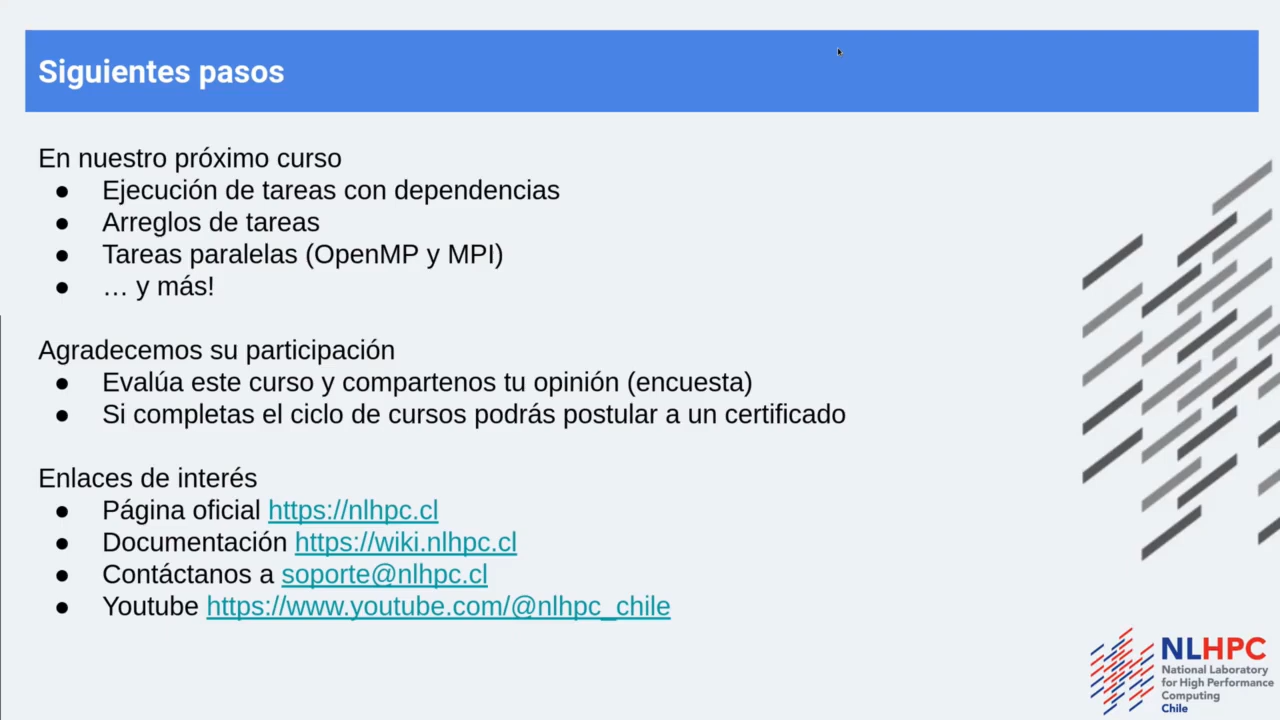 Siguientes pasos
En nuestro próximo curso
● Ejecución de tareas con dependencias
● Arreglos de tareas
● Tareas paralelas (OpenMP y MPI)
● … y más!
Agradecemos su participación
● Evalúa este curso y compartenos tu opinión (encuesta)
● Si completas el ciclo de cursos podrás postular a un certificado
Enlaces de interés
● Página oficial https://nlhpc.cl
● Documentación https://wiki.nlhpc.cl
● Contáctanos a soporte@nlhpc.cl
● Youtube https://www.youtube.com/@nlhpc_chile
NLHPC
National Laboratory
for High Performance
Computing
Chile